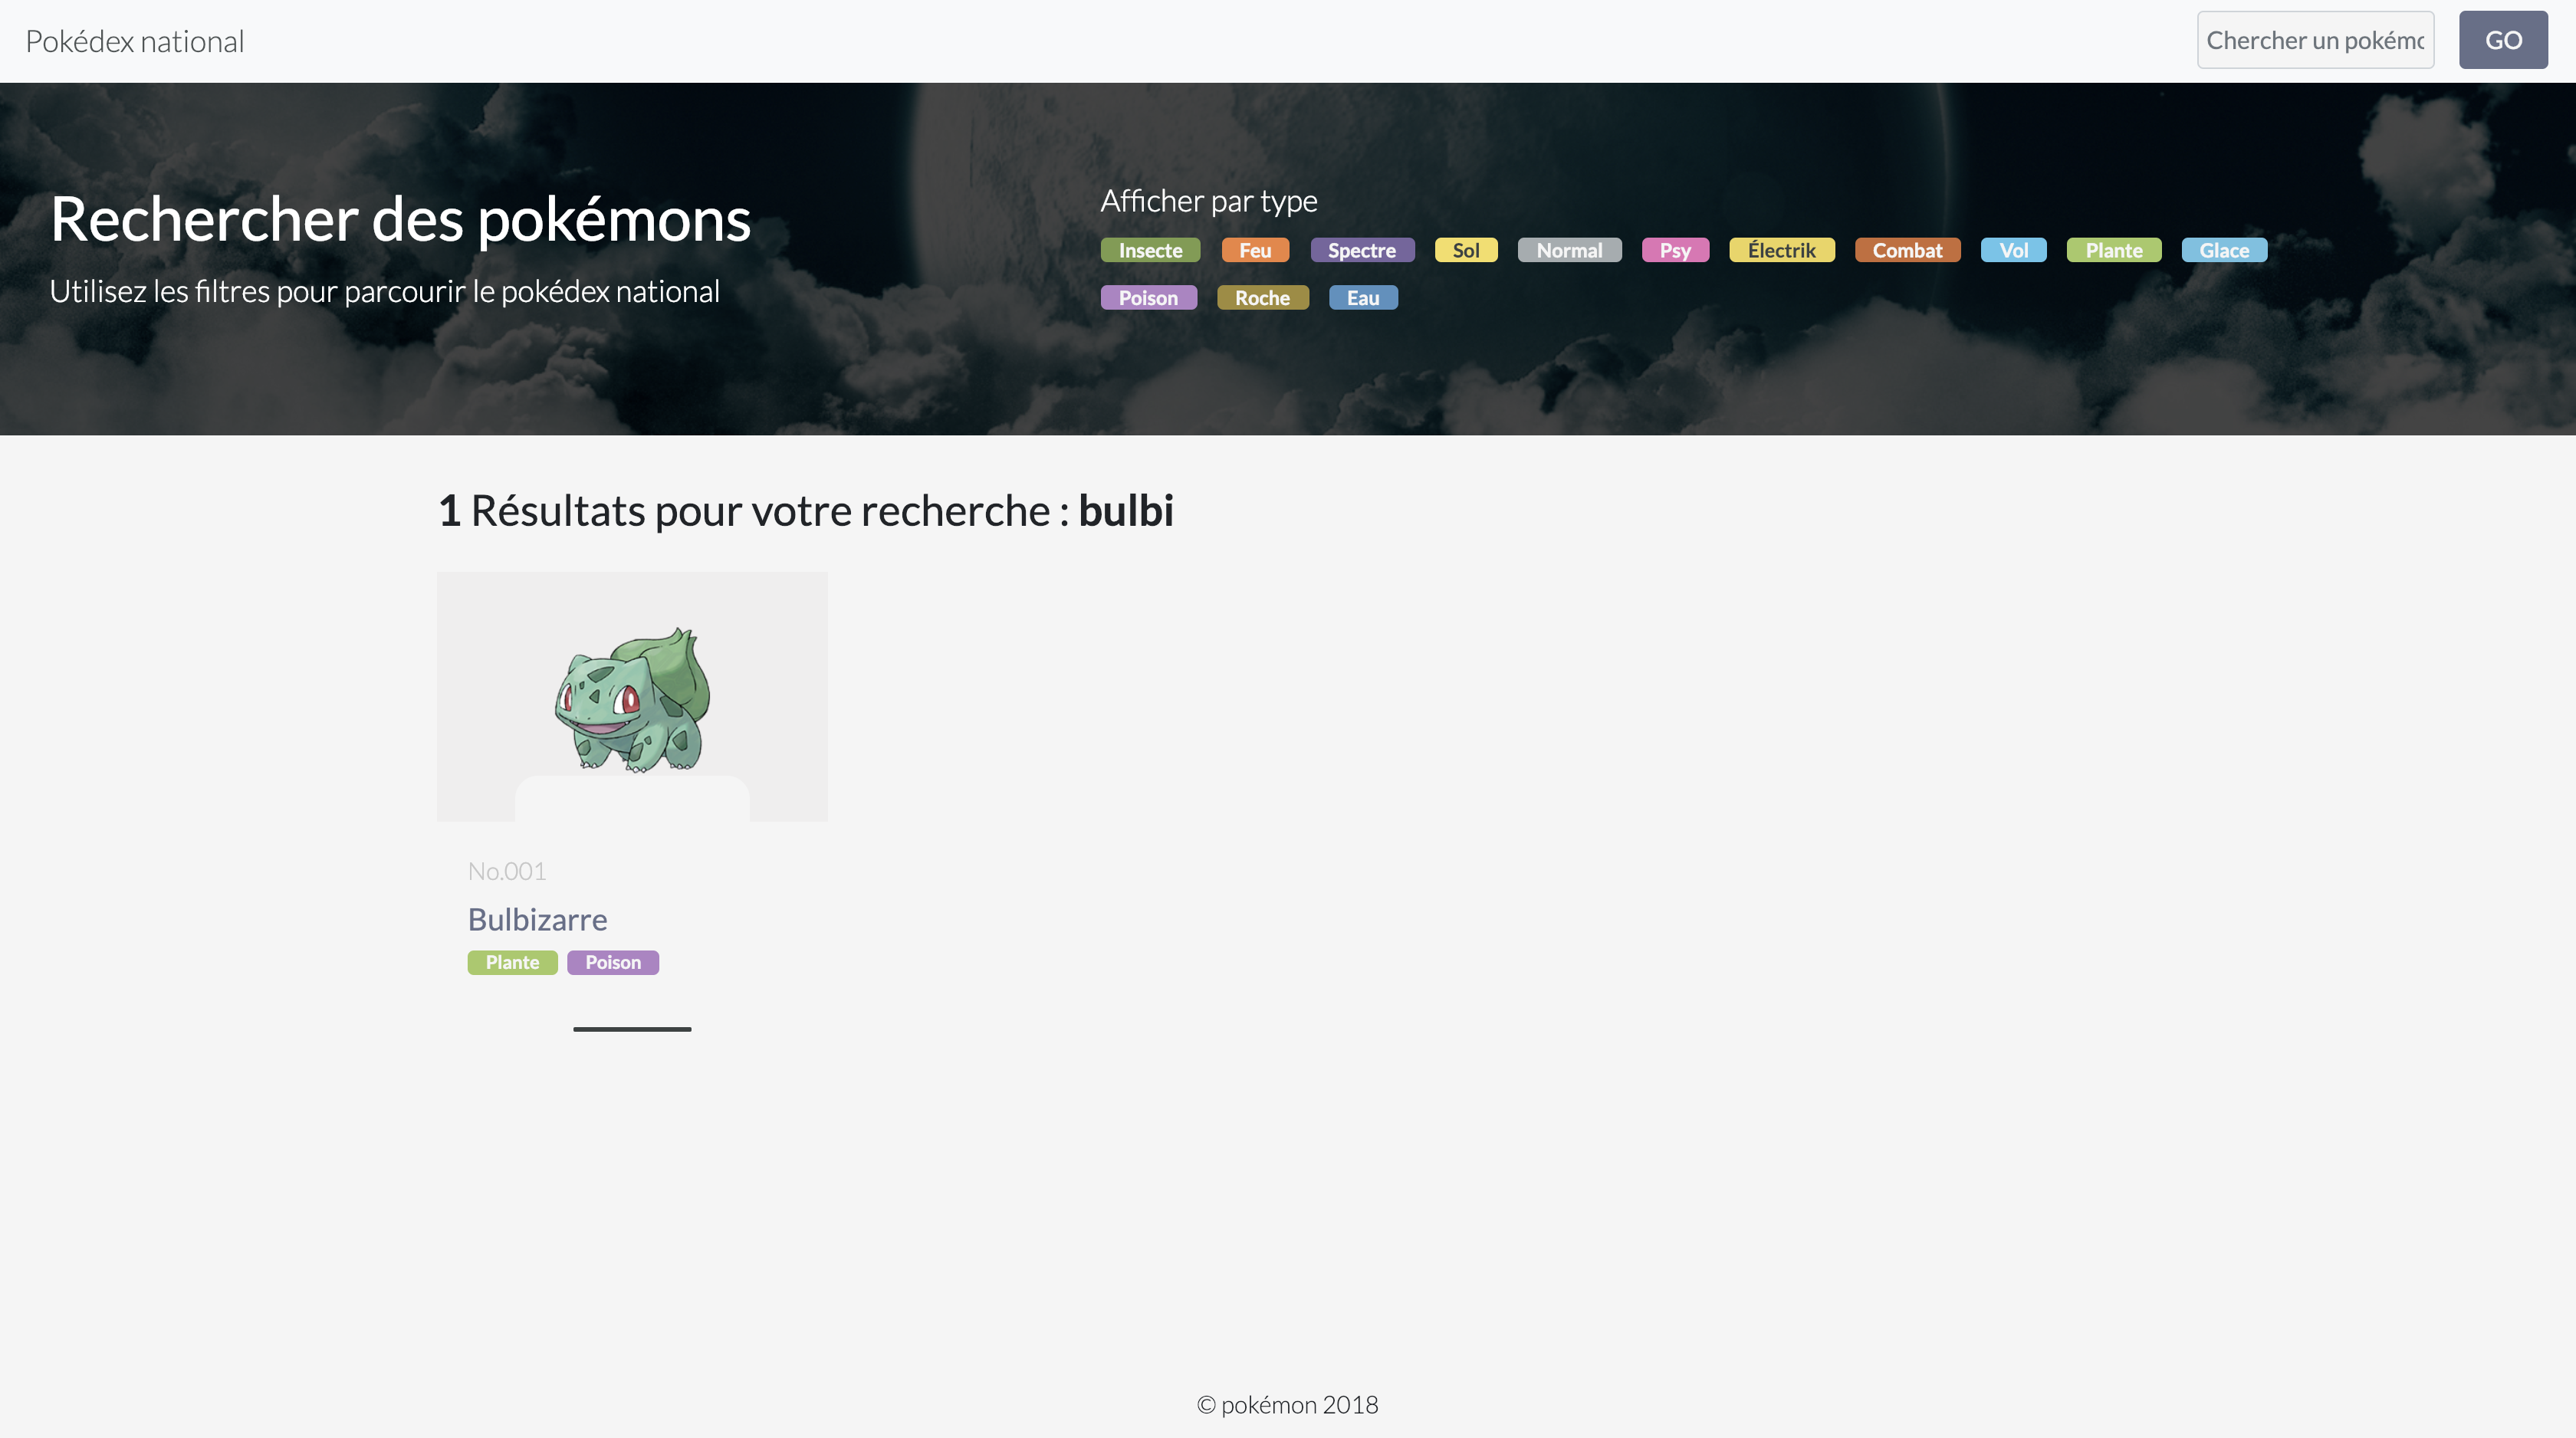 Pokédex national
Chercher un pokémo
GO
Rechercher des pokémons
Utilisez les filtres pour parcourir le pokédex national
Afficher par type
Insecte Feu Spectre Sol Normal Psy Électrik Combat Vol Plante Glace
Poison Roche Eau
1 Résultats pour votre recherche : bulbi
No.001
Bulbizarre
Plante Poison
© pokémon 2018